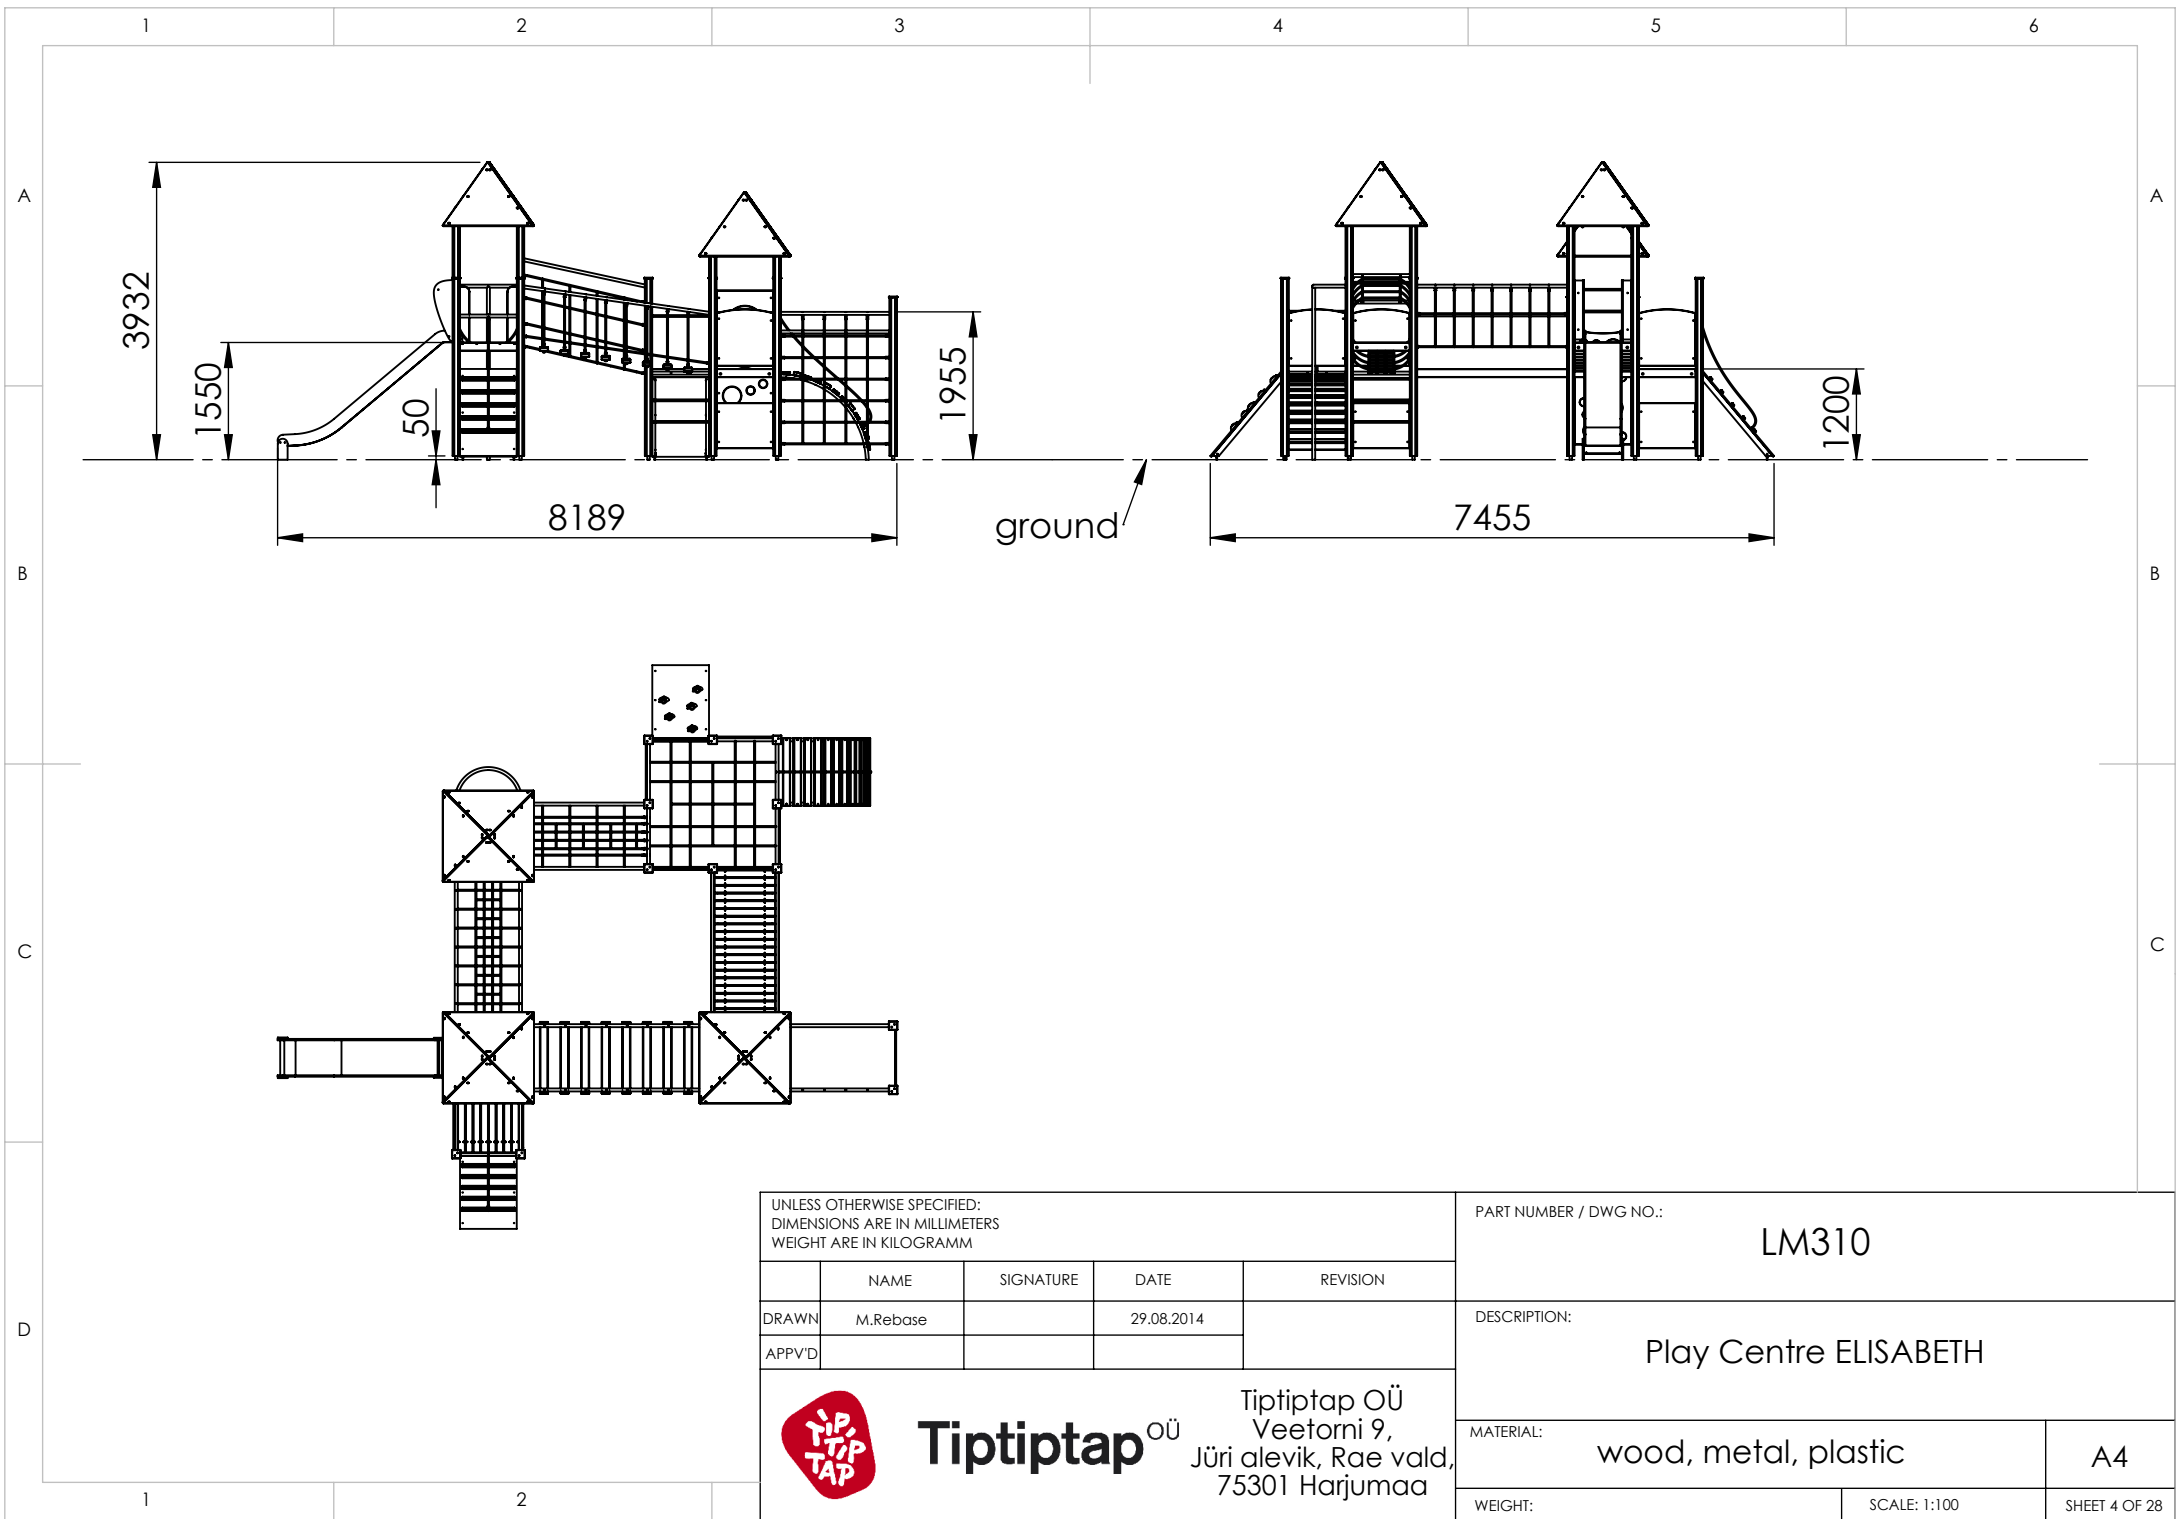 1 2 3 4 5 6
A A
3932
1550
50
1955
1200
8189
ground
7455
B B
C C
D
UNLESS OTHERWISE SPECIFIED:
DIMENSIONS ARE IN MILLIMETERS
WEIGHT ARE IN KILOGRAMM
NAME SIGNATURE DATE REVISION
DRAWN M.Rebase 29.08.2014
APPV'D
PART NUMBER / DWG NO.:
LM310
DESCRIPTION:
Play Centre ELISABETH
TIP
TIP
TAP
Tiptiptap OÜ
Tiptiptap OÜ
Veetorni 9,
Jüri alevik, Rae vald,
75301 Harjumaa
MATERIAL:
wood, metal, plastic
A4
WEIGHT:
SCALE: 1:100
SHEET 4 OF 28
1 2